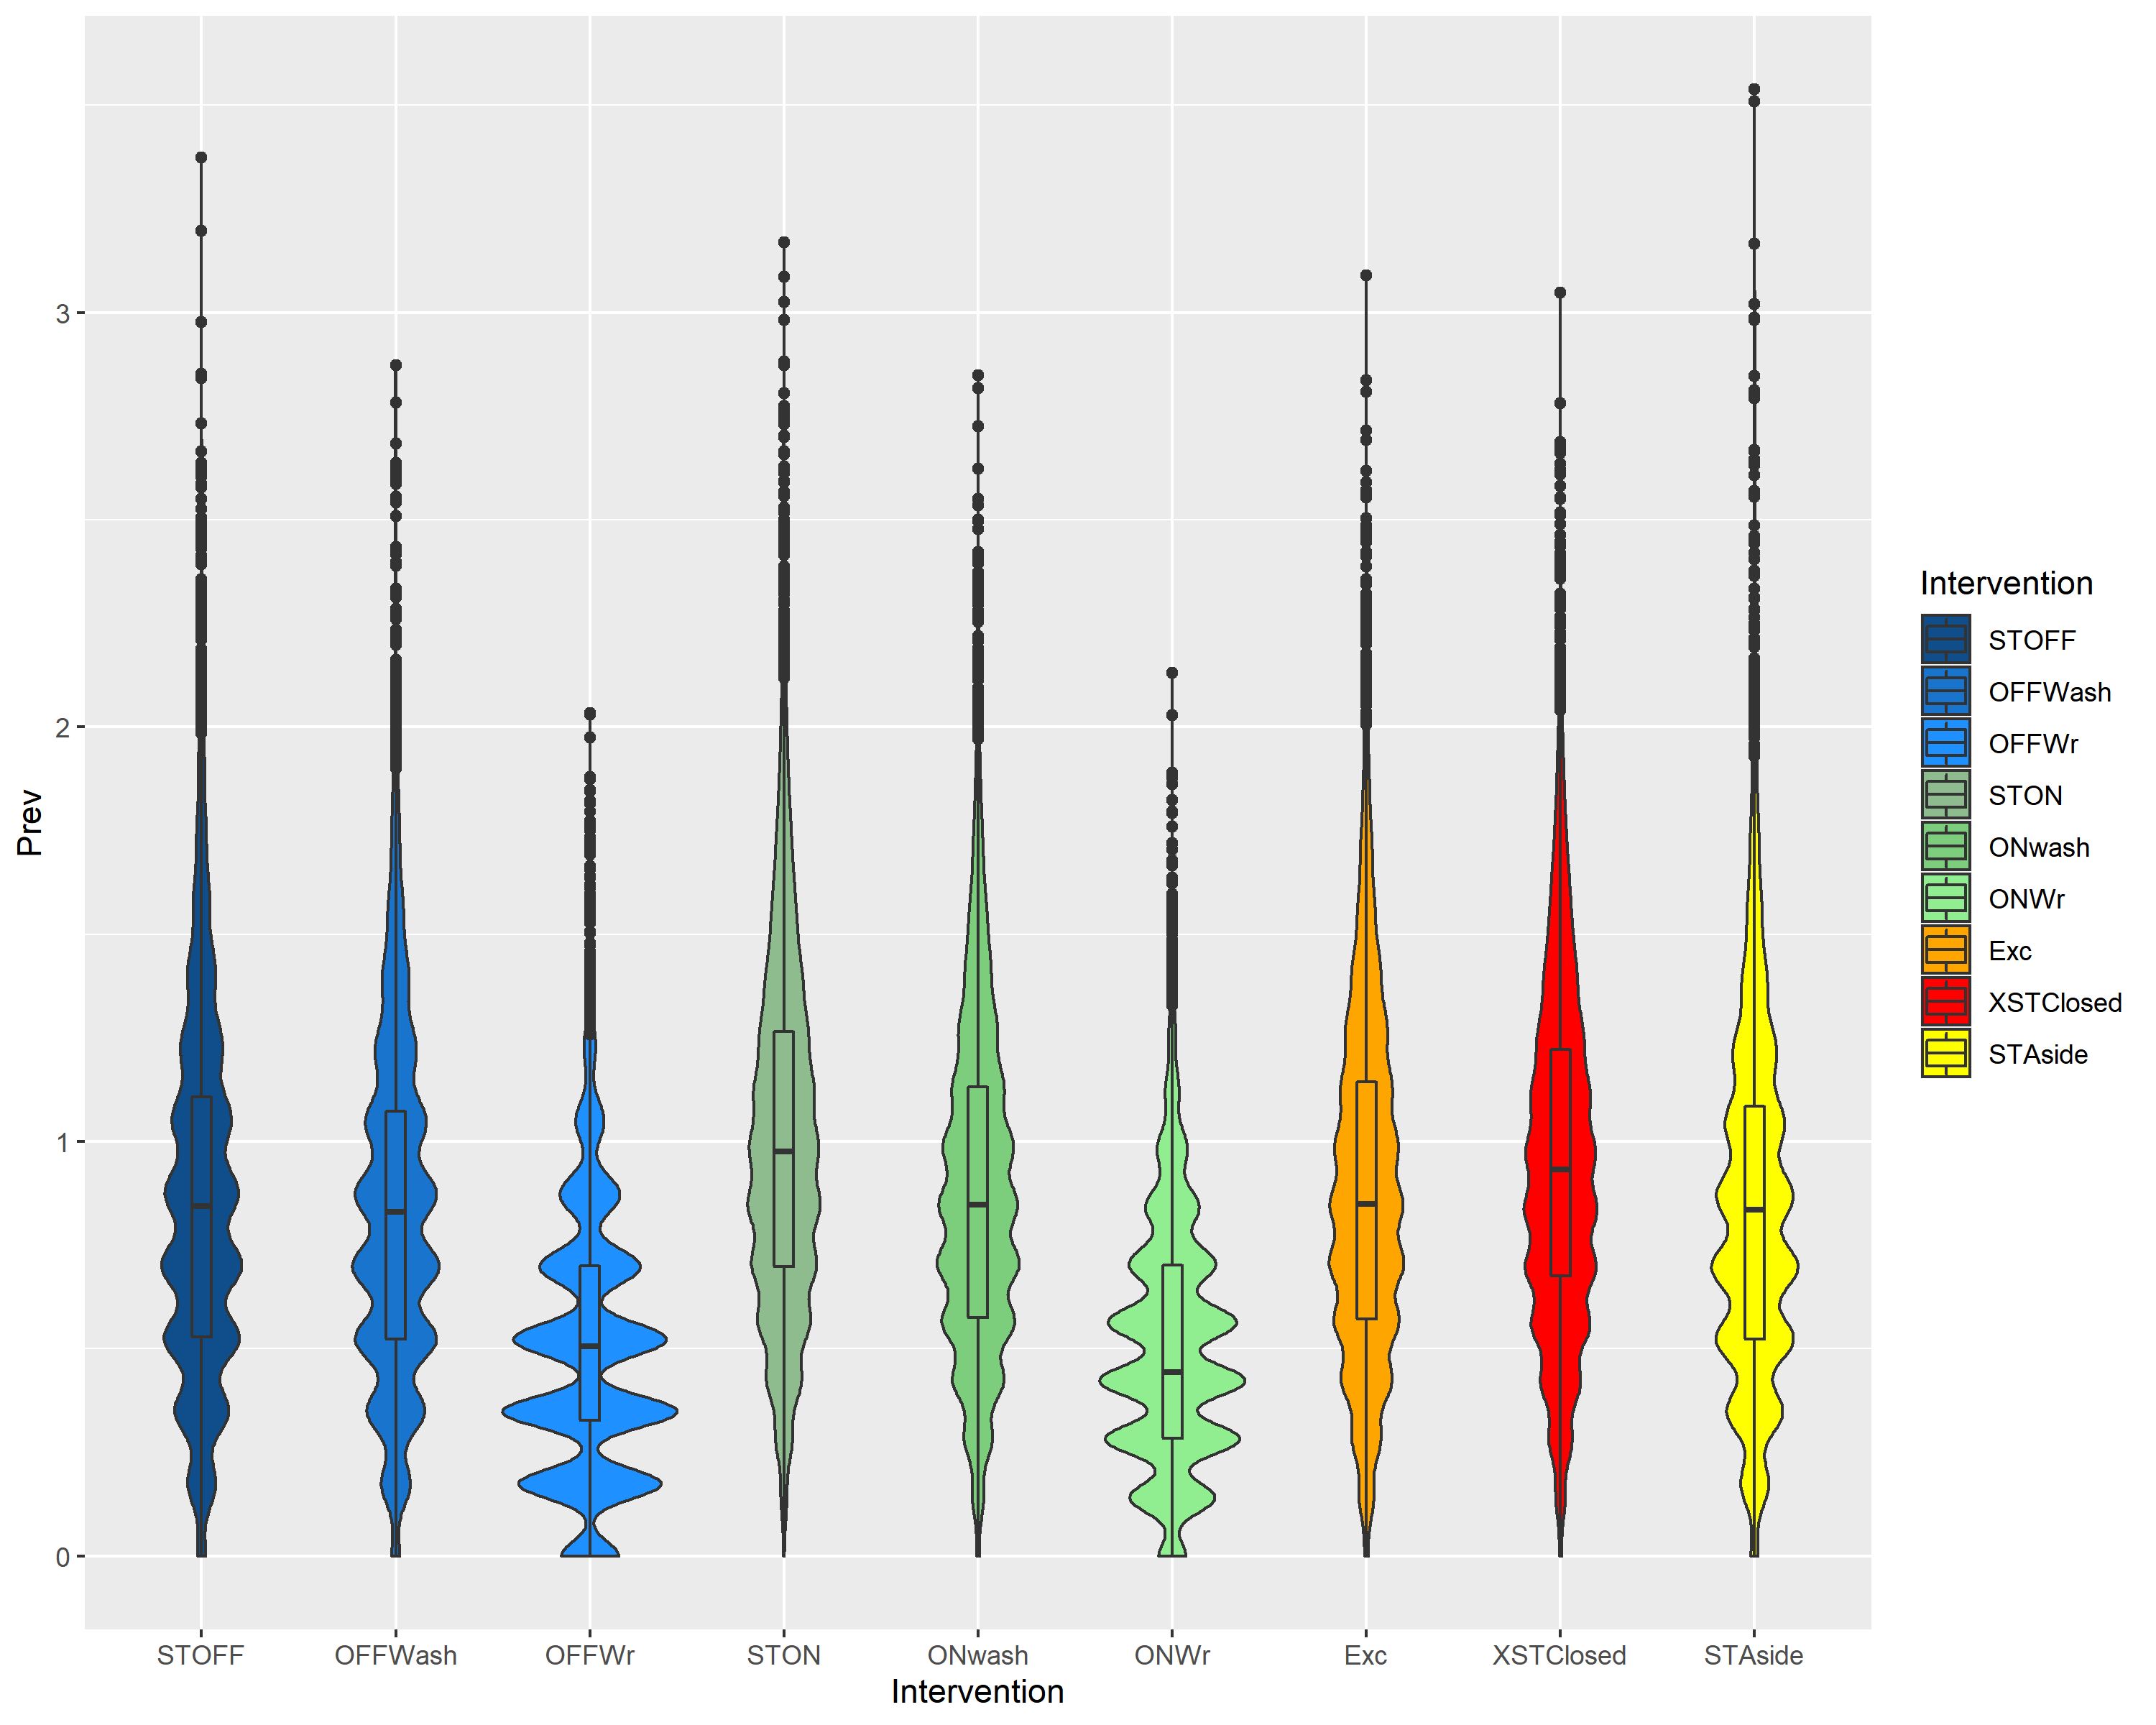 Prev
3
2
1
0
STOFF OFFWash OFFWr STON ONwash ONWr Exc XSTClosed STAside
Intervention
Intervention
STOFF
OFFWash
OFFWr
STON
ONwash
ONWr
Exc
XSTClosed
STAside